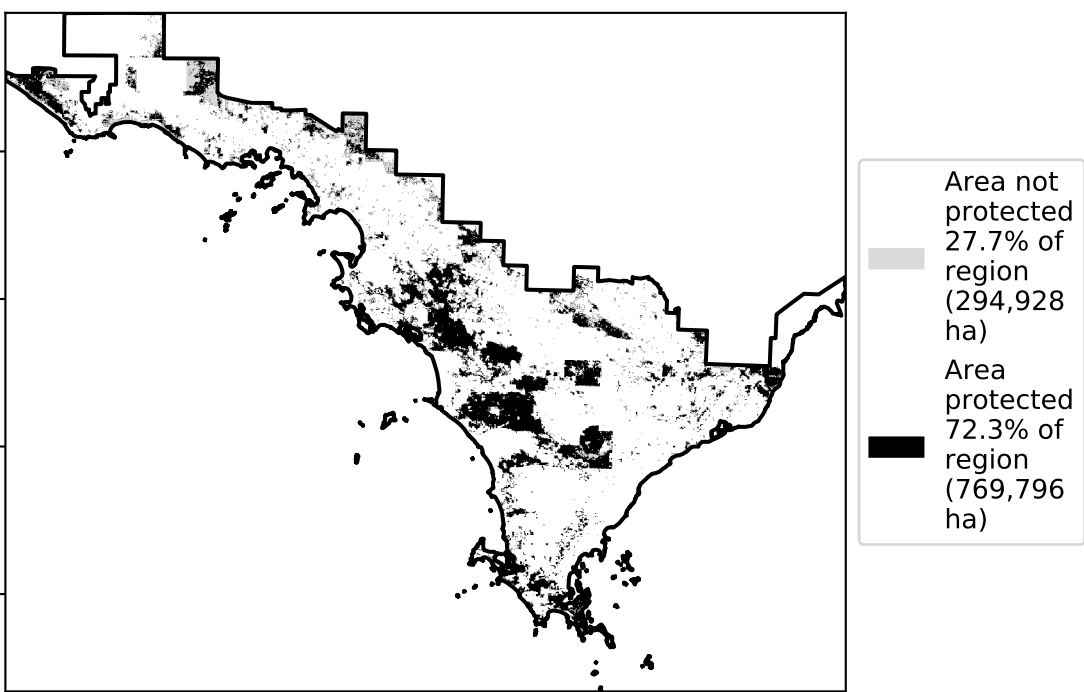 Area not
protected
27.7% of
region
(294,928
ha)
Area
protected
72.3% of
region
(769,796
ha)